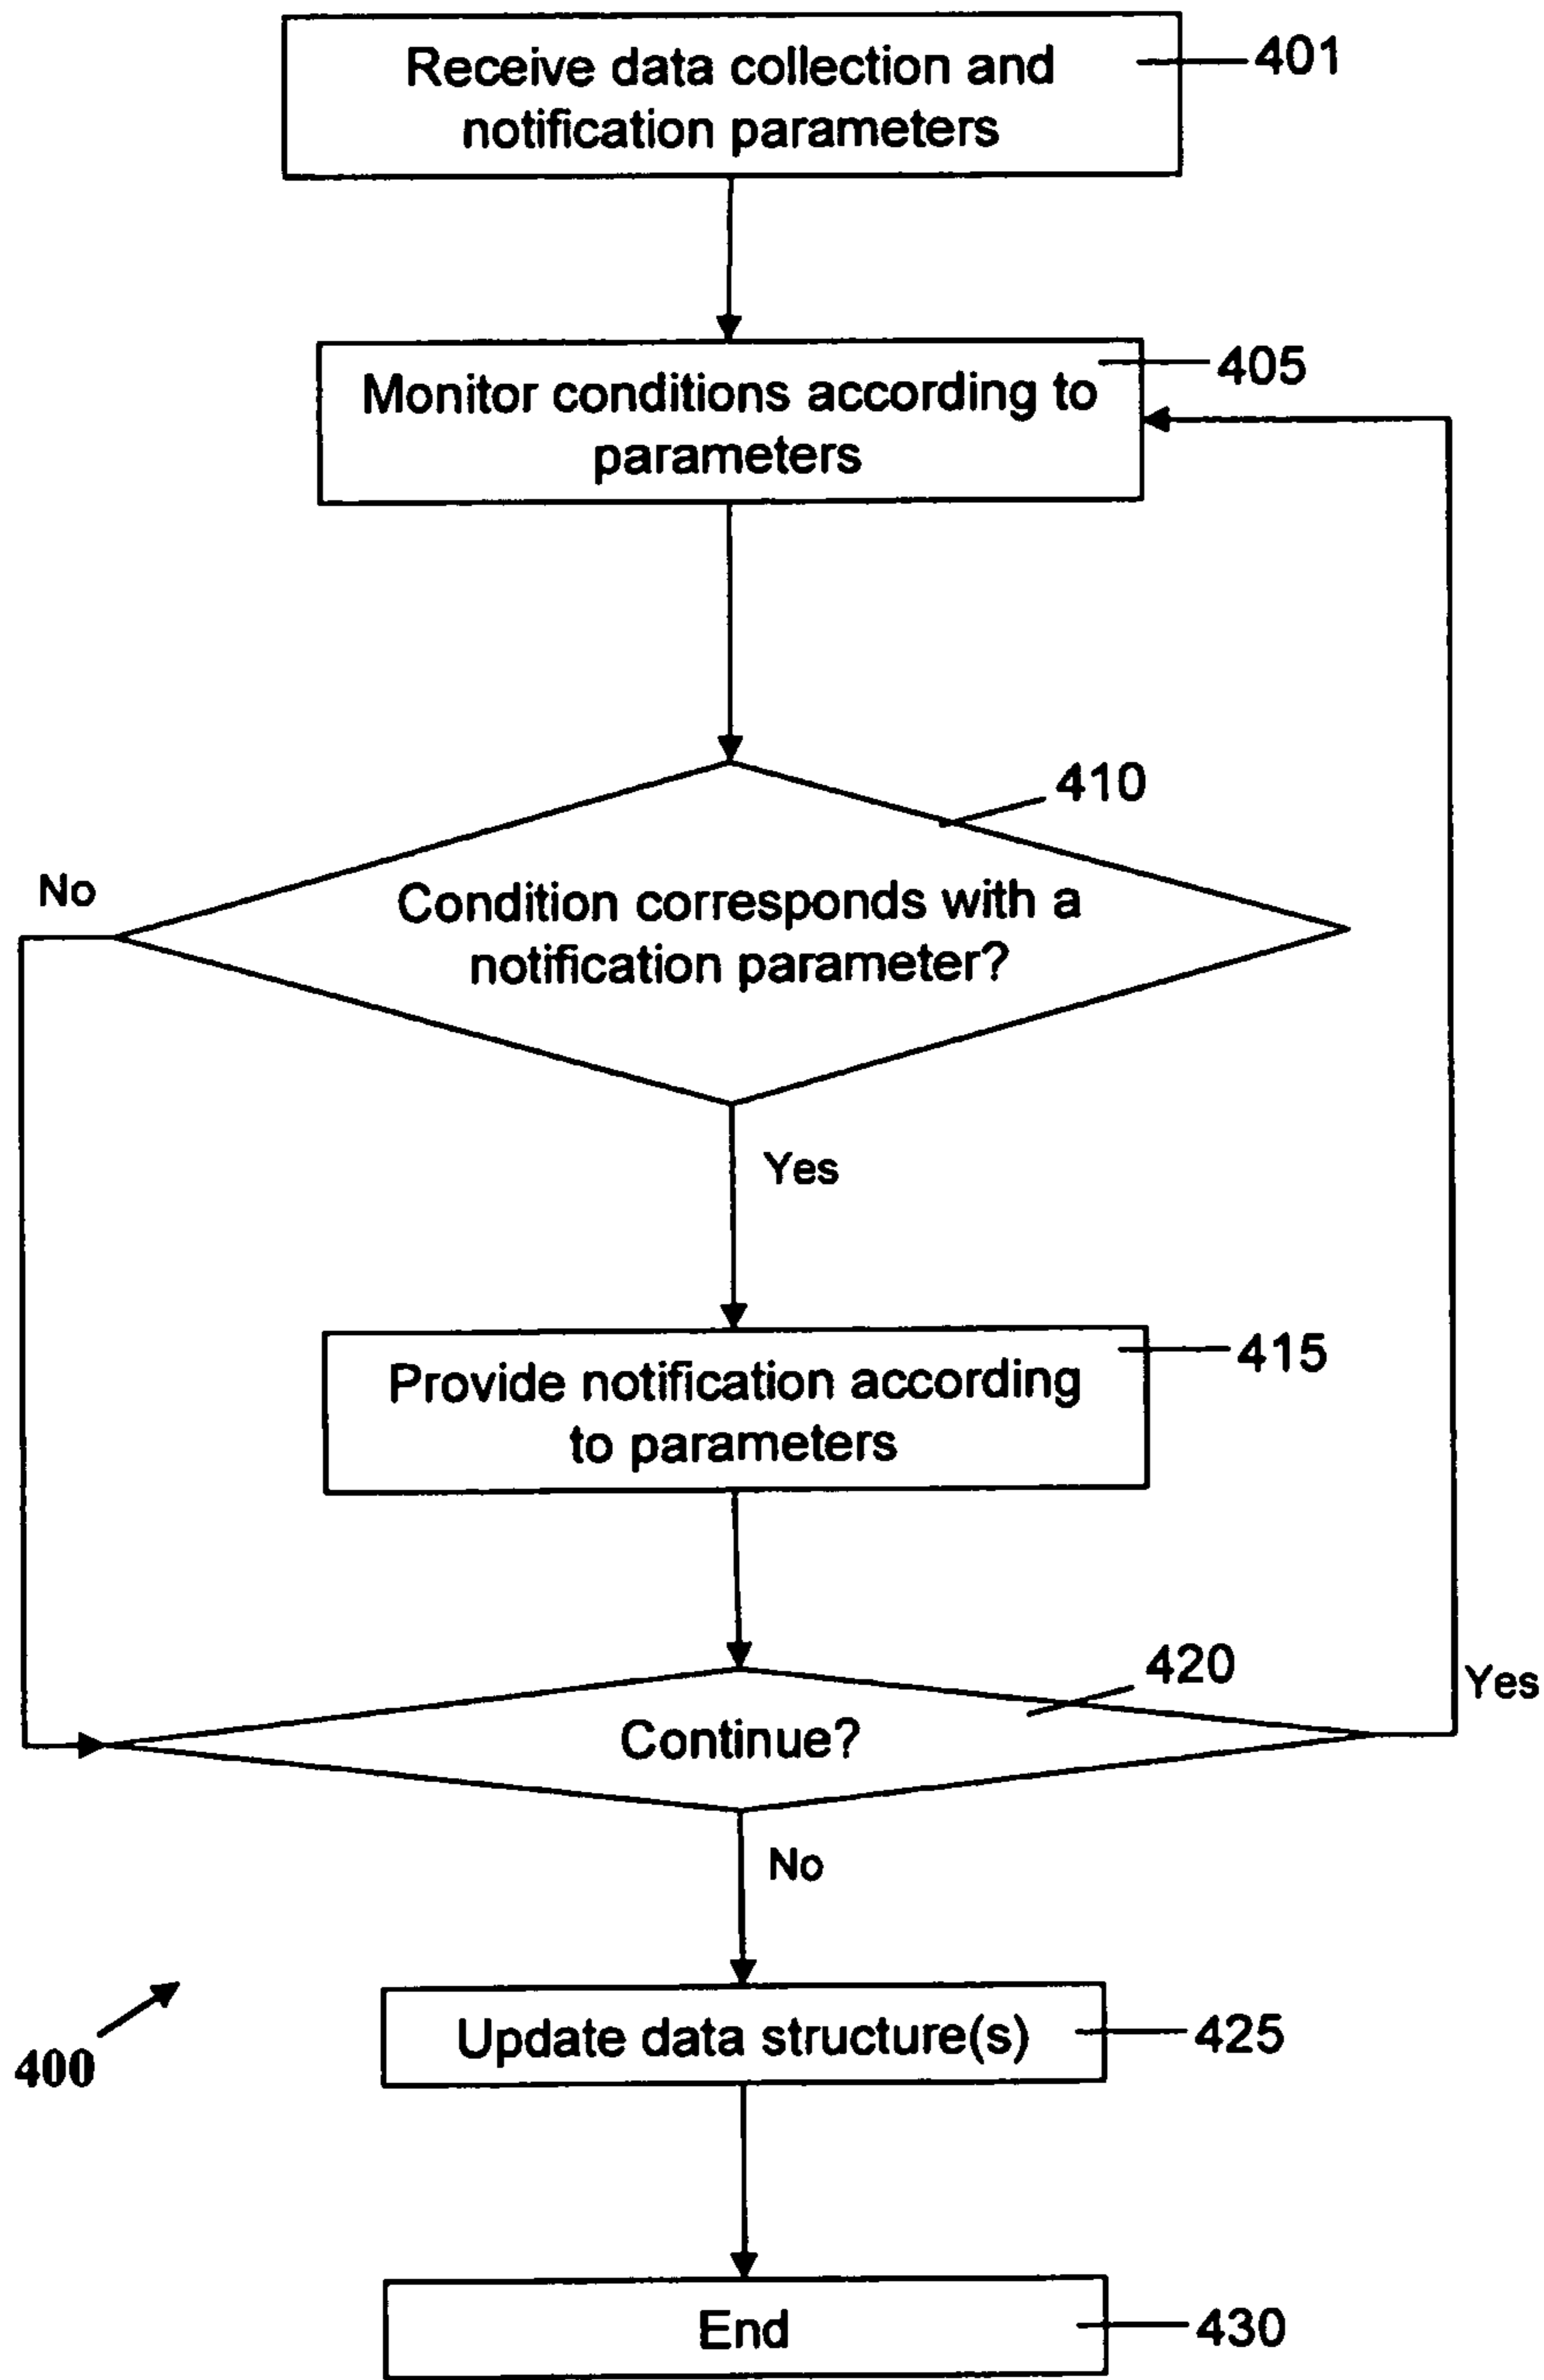 Receive data collection and
notification parameters
401
Monitor conditions according to
parameters
405
410
No
Condition corresponds with a
notification parameter?
Yes
Provide notification according
to parameters
415
420
Yes
Continue?
No
Update data structure(s)
425
400
End
430